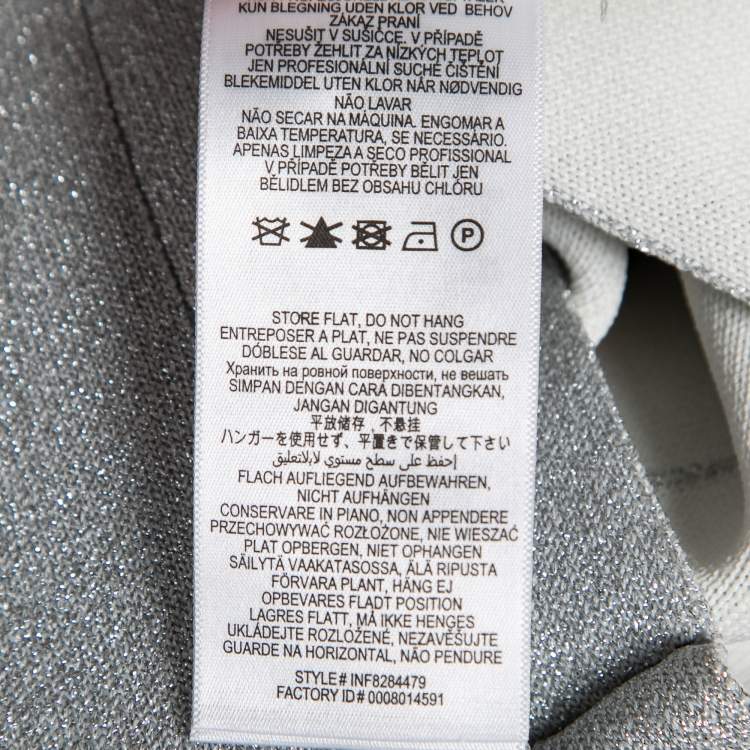 KUN BLEGNING UDEN KLOR VED BEHOV
ZÁKAZ PRANÍ
NESUŠIT V SUŠIČCE. V PŘÍPADĚ
POTŘEBY ŽEHLIT ZA NÍZKÝCH TEPLOT
JEN PROFESIONÁLNÍ SUCHÉ ČIŠTĚNÍ
BLEKEMIDDEL UTEN KLOR NÅR NØDVENDIG
NÃO LAVAR
NÃO SECAR NA MÁQUINA. ENGOMAR A
BAIXA TEMPERATURA, SE NECESSÁRIO.
APENAS LIMPEZA A SECO PROFISSIONAL
V PŘÍPADĚ POTŘEBY BĚLIT JEN
BĚLIDLEM BEZ OBSAHU CHLÓRU
P
STORE FLAT, DO NOT HANG
ENTREPOSER A PLAT, NE PAS SUSPENDRE
DÓBLESE AL GUARDAR, NO COLGAR
Хранить на ровной поверхности, не вешать
SIMPAN DENGAN CARA DIBENTANGKAN,
JANGAN DIGANTUNG
平放储存，不悬挂
ハンガーを使用せず、平置きで保管して下さい
إحفظ على سطح مستوي لابلاتعليق
FLACH AUFLIEGEND AUFBEWAHREN,
NICHT AUFHÄNGEN
CONSERVARE IN PIANO, NON APPENDERE
PRZECHOWYWAĆ ROZŁOŻONE, NIE WIESZAĆ
PLAT OPBERGEN, NIET OPHANGEN
SÄILYTÄ VAAKATASOSSA, ÄLÄ RIPUSTA
FÖRVARA PLANT, HÄNG EJ
OPBEVARES FLADT POSITION
LAGRES FLATT, MÅ IKKE HENGES
UKLÁDEJTE ROZLOŽENÉ, NEZAVĚŠUJTE
GUARDE NA HORIZONTAL, NÃO PENDURE
STYLE# INF8284479
FACTORY ID# 0008014591